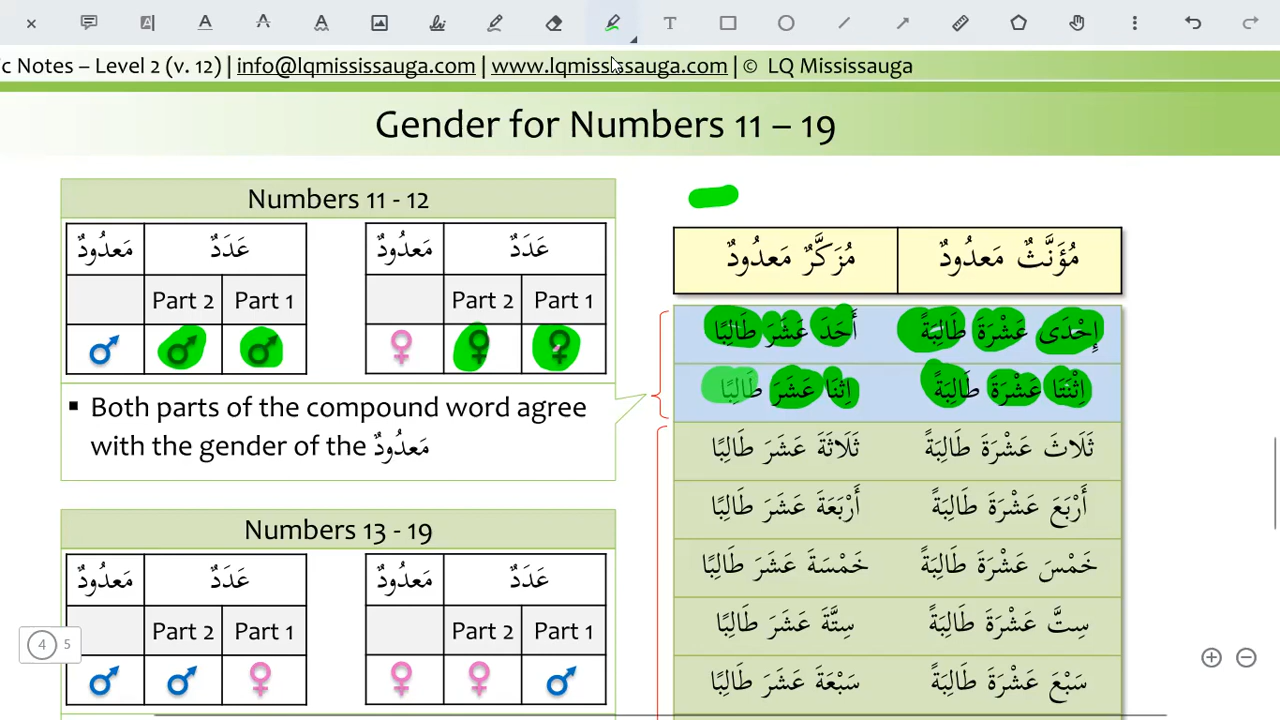 c Notes – Level 2 (v. 12) | info@lqmississauga.com | www.lqmississauga.com | © LQ Mississauga
Gender for Numbers 11 – 19
Numbers 11 - 12
مَعدُودٌ عَدَدٌ
Part 2 Part 1
مَعدُودٌ عَدَدٌ
Part 2 Part 1
▪ Both parts of the compound word agree
with the gender of the مَعدُودٌ
Numbers 13 - 19
مَعدُودٌ عَدَدٌ
Part 2 Part 1
مَعدُودٌ عَدَدٌ
Part 2 Part 1
مُؤَنَّثٌ مَعدُودٌ
مُزَكَّرٌ مَعدُودٌ
إِحْدَى عَشْرَةَ طَالِبَةً
أَحَدَ عَشَرَ طَالِبًا
اِثْنَتَا عَشْرَةَ طَالِبَةً
اِثْنَا عَشَرَ طَالِبًا
ثَلَاثَ عَشْرَةَ طَالِبَةً
ثَلَاثَةَ عَشَرَ طَالِبًا
أَرْبَعَ عَشْرَةَ طَالِبَةً
أَرْبَعَةَ عَشَرَ طَالِبًا
خَمْسَ عَشْرَةَ طَالِبَةً
خَمْسَةَ عَشَرَ طَالِبًا
سِتَّ عَشْرَةَ طَالِبَةً
سِتَّةَ عَشَرَ طَالِبًا
سَبْعَ عَشْرَةَ طَالِبَةً
سَبْعَةَ عَشَرَ طَالِبًا
4 5